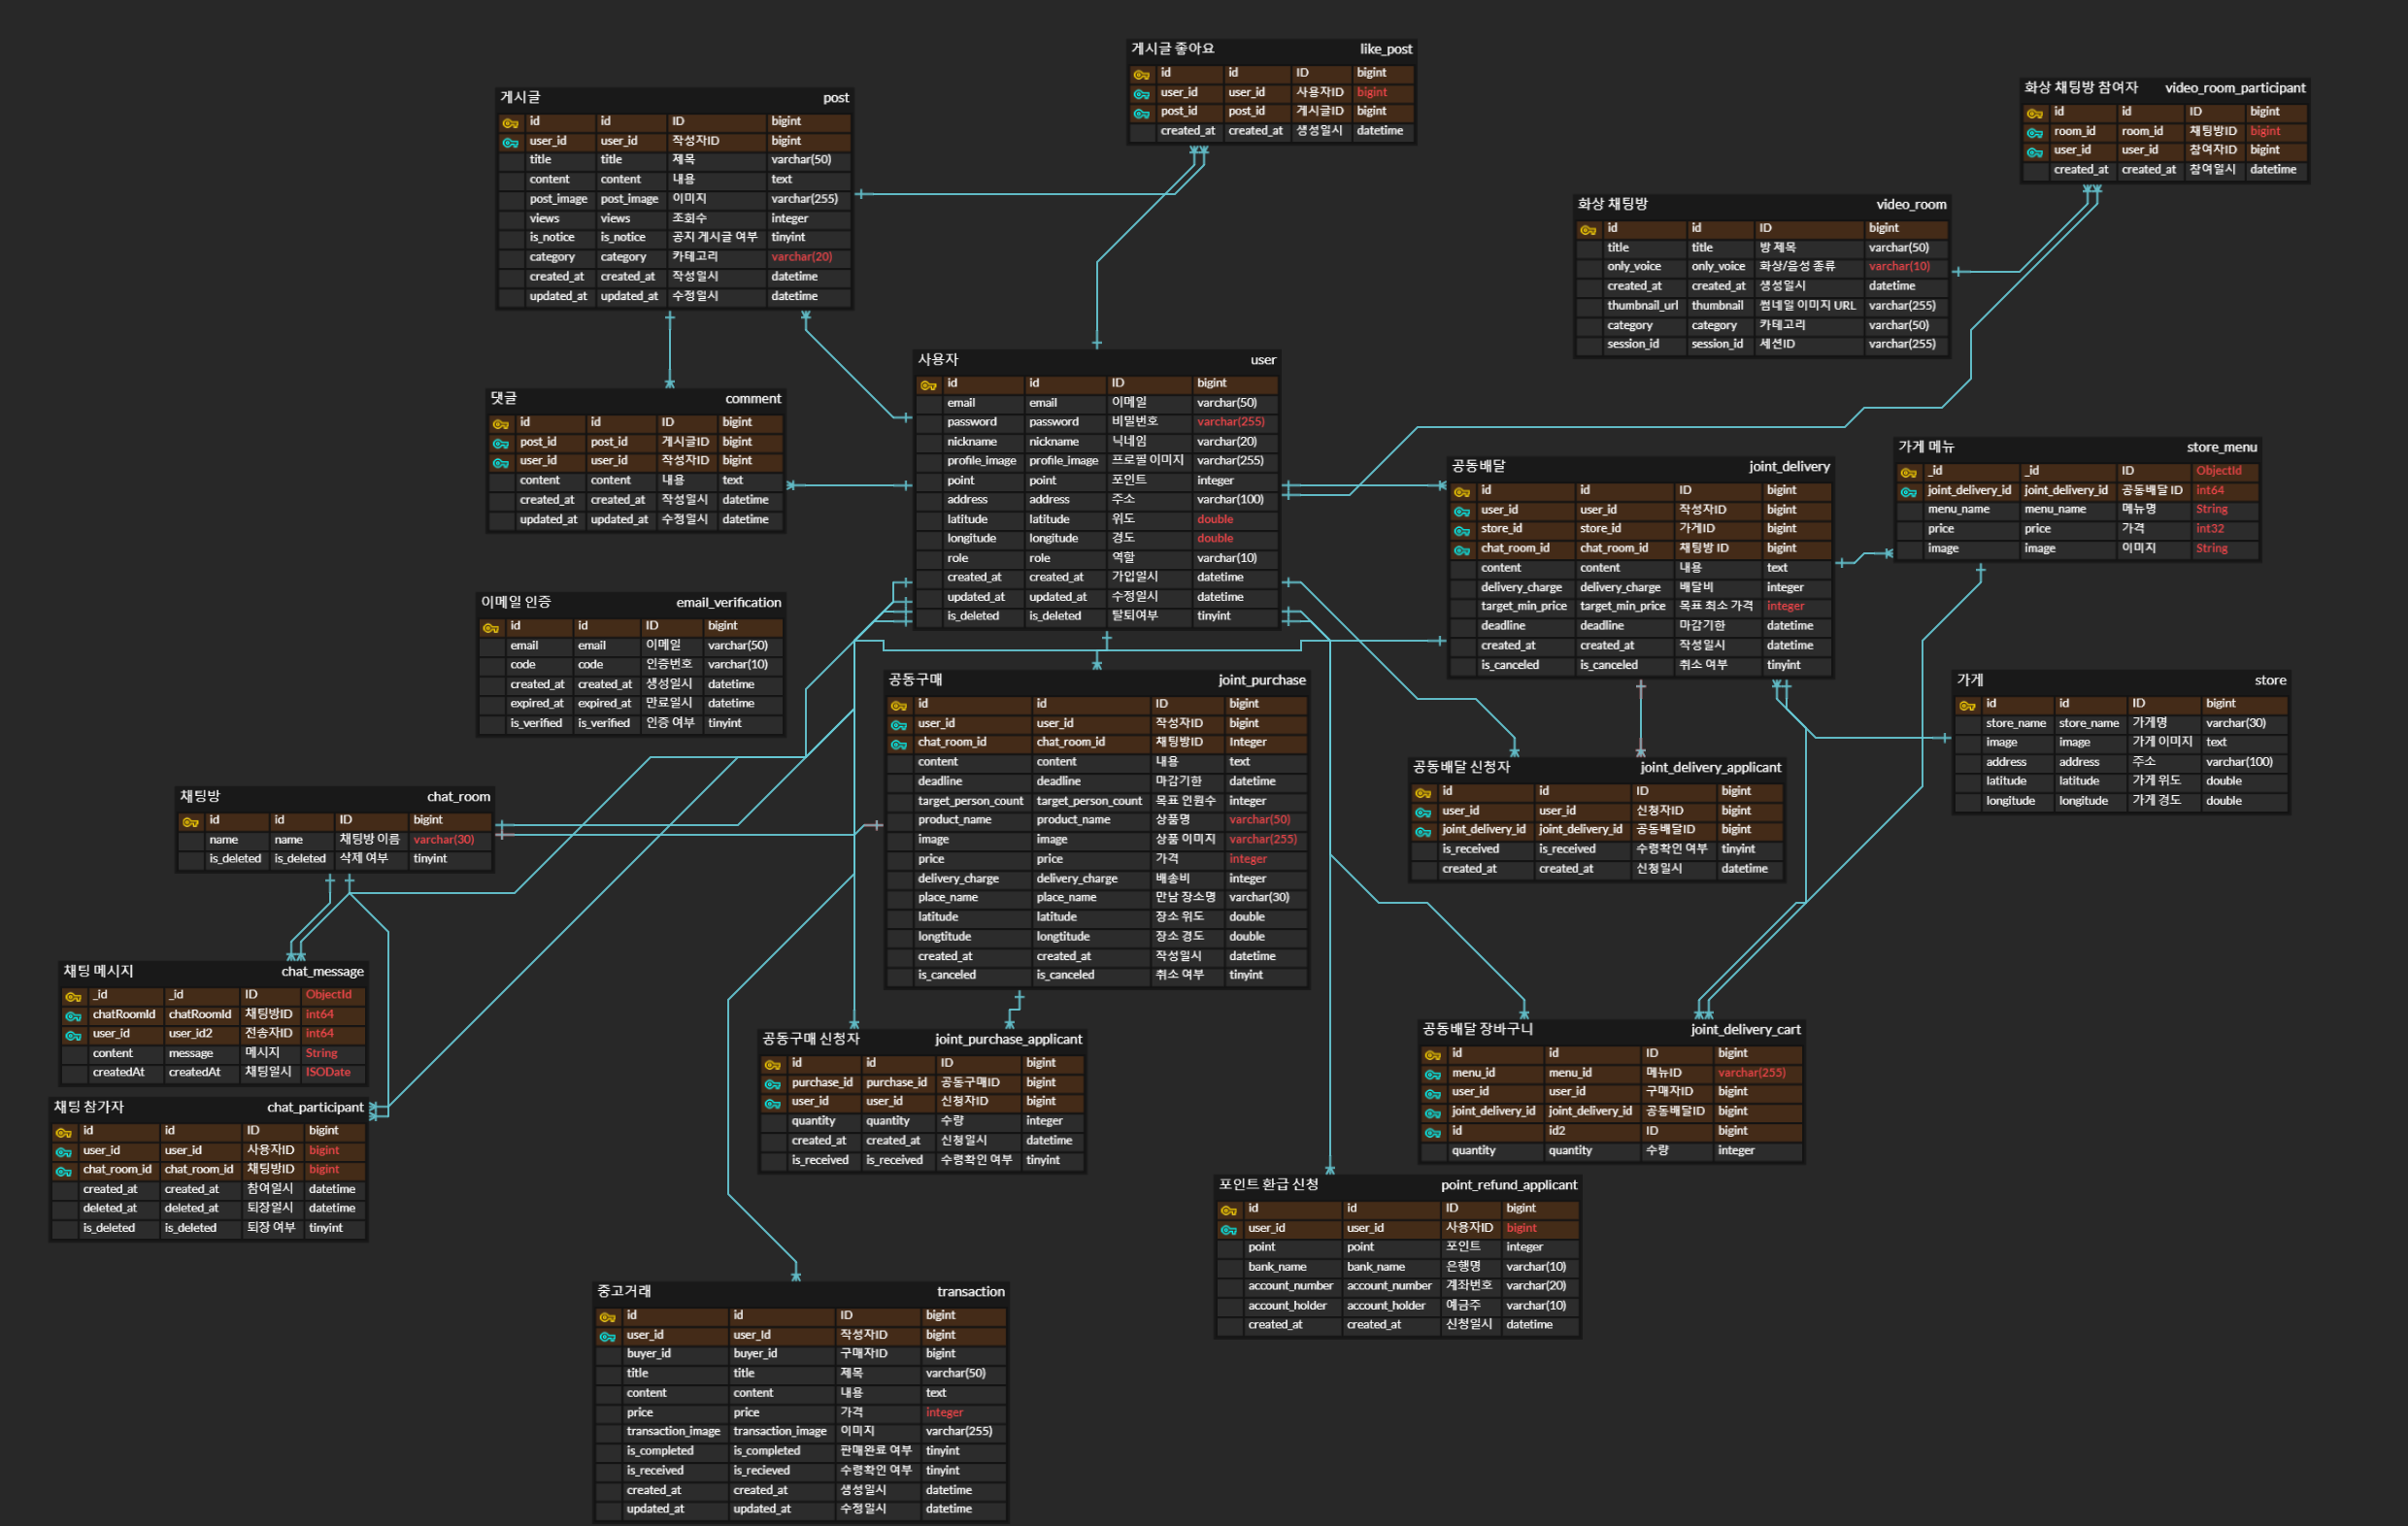 게시글 좋아요 like_post
id id ID bigint
user_id user_id 사용자ID bigint
post_id post_id 게시글ID bigint
created_at created_at 생성일시 datetime
게시글 post
id id ID bigint
user_id user_id 작성자ID bigint
title title 제목 varchar(50)
content content 내용 text
post_image post_image 이미지 varchar(255)
views views 조회수 integer
is_notice is_notice 공지 게시글 여부 tinyint
category category 카테고리 varchar(20)
created_at created_at 작성일시 datetime
updated_at updated_at 수정일시 datetime
화상 채팅방 참여자 video_room_participant
id id ID bigint
room_id room_id 채팅방ID bigint
user_id user_id 참여자ID bigint
created_at created_at 참여일시 datetime
화상 채팅방 video_room
id id ID bigint
title title 방 제목 varchar(50)
only_voice only_voice 화상/음성 종류 varchar(10)
created_at created_at 생성일시 datetime
thumbnail_url thumbnail 썸네일 이미지 URL varchar(255)
category category 카테고리 varchar(50)
session_id session_id 세션ID varchar(255)
사용자 user
id id ID bigint
email email 이메일 varchar(50)
password password 비밀번호 varchar(255)
nickname nickname 닉네임 varchar(20)
profile_image profile_image 프로필 이미지 varchar(255)
point point 포인트 integer
address address 주소 varchar(100)
latitude latitude 위도 double
longitude longitude 경도 double
role role 역할 varchar(10)
created_at created_at 가입일시 datetime
updated_at updated_at 수정일시 datetime
is_deleted is_deleted 탈퇴여부 tinyint
댓글 comment
id id ID bigint
post_id post_id 게시글ID bigint
user_id user_id 작성자ID bigint
content content 내용 text
created_at created_at 작성일시 datetime
updated_at updated_at 수정일시 datetime
공동배달 joint_delivery
id id ID bigint
user_id user_id 작성자ID bigint
store_id store_id 가게ID bigint
chat_room_id chat_room_id 채팅방 ID bigint
content content 내용 text
delivery_charge delivery_charge 배달비 integer
target_min_price target_min_price 목표 최소 가격 integer
deadline deadline 마감기한 datetime
created_at created_at 작성일시 datetime
is_canceled is_canceled 취소 여부 tinyint
가게 메뉴 store_menu
_id _id ID ObjectId
joint_delivery_id joint_delivery_id 공동배달 ID int64
menu_name menu_name 메뉴명 String
price price 가격 int32
image image 이미지 String
이메일 인증 email_verification
id id ID bigint
email email 이메일 varchar(50)
code code 인증번호 varchar(10)
created_at created_at 생성일시 datetime
expired_at expired_at 만료일시 datetime
is_verified is_verified 인증 여부 tinyint
공동구매 joint_purchase
id id ID bigint
user_id user_id 작성자ID bigint
chat_room_id chat_room_id 채팅방ID Integer
content content 내용 text
deadline deadline 마감기한 datetime
target_person_count target_person_count 목표 인원수 integer
product_name product_name 상품명 varchar(50)
image image 상품 이미지 varchar(255)
price price 가격 integer
delivery_charge delivery_charge 배송비 integer
place_name place_name 만남 장소명 varchar(30)
latitude latitude 장소 위도 double
longtitude longtitude 장소 경도 double
created_at created_at 작성일시 datetime
is_canceled is_canceled 취소 여부 tinyint
가게 store
id id ID bigint
store_name store_name 가게명 varchar(30)
image image 가게 이미지 text
address address 주소 varchar(100)
latitude latitude 가게 위도 double
longitude longitude 가게 경도 double
공동배달 신청자 joint_delivery_applicant
id id ID bigint
user_id user_id 신청자ID bigint
joint_delivery_id joint_delivery_id 공동배달ID bigint
is_received is_received 수령확인 여부 tinyint
created_at created_at 신청일시 datetime
채팅방 chat_room
id id ID bigint
name name 채팅방 이름 varchar(30)
is_deleted is_deleted 삭제 여부 tinyint
채팅 메시지 chat_message
_id _id ID ObjectId
chatRoomId chatRoomId 채팅방ID int64
user_id user_id2 전송자ID int64
content message 메시지 String
createdAt createdAt 채팅일시 ISODate
채팅 참가자 chat_participant
id id ID bigint
user_id user_id 사용자ID bigint
chat_room_id chat_room_id 채팅방ID bigint
created_at created_at 참여일시 datetime
deleted_at deleted_at 퇴장일시 datetime
is_deleted is_deleted 퇴장 여부 tinyint
공동구매 신청자 joint_purchase_applicant
id id ID bigint
purchase_id purchase_id 공동구매ID bigint
user_id user_id 신청자ID bigint
quantity quantity 수량 integer
created_at created_at 신청일시 datetime
is_received is_received 수령확인 여부 tinyint
공동배달 장바구니 joint_delivery_cart
id id ID bigint
menu_id menu_id 메뉴ID varchar(255)
user_id user_id 구매자ID bigint
joint_delivery_id joint_delivery_id 공동배달ID bigint
id id2 ID bigint
quantity quantity 수량 integer
포인트 환급 신청 point_refund_applicant
id id ID bigint
user_id user_id 사용자ID bigint
point point 포인트 integer
bank_name bank_name 은행명 varchar(10)
account_number account_number 계좌번호 varchar(20)
account_holder account_holder 예금주 varchar(10)
created_at created_at 신청일시 datetime
중고거래 transaction
id id ID bigint
user_id user_Id 작성자ID bigint
buyer_id buyer_id 구매자ID bigint
title title 제목 varchar(50)
content content 내용 text
price price 가격 integer
transaction_image transaction_image 이미지 varchar(255)
is_completed is_completed 판매완료 여부 tinyint
is_received is_recieved 수령확인 여부 tinyint
created_at created_at 생성일시 datetime
updated_at updated_at 수정일시 datetime